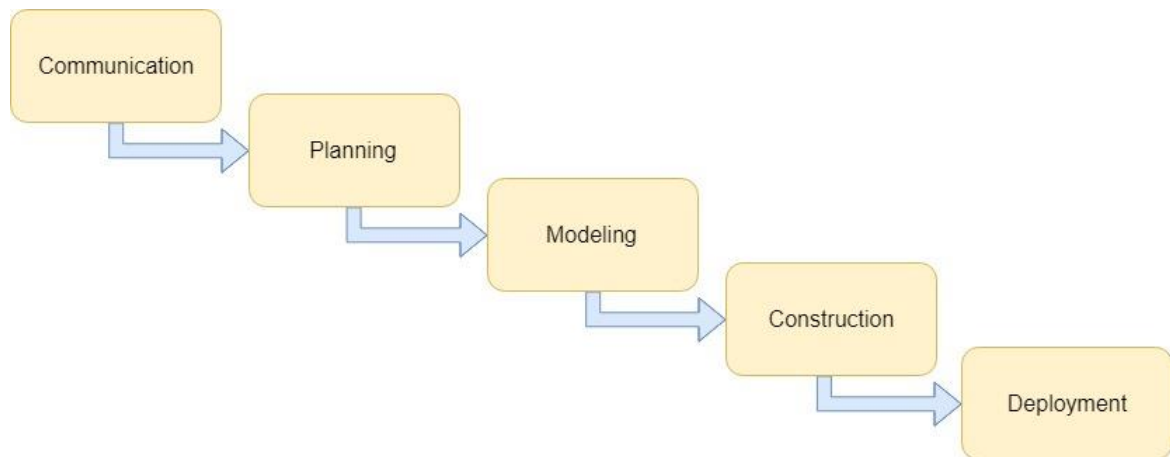 Communication
Planning
Modeling
Construction
Deployment